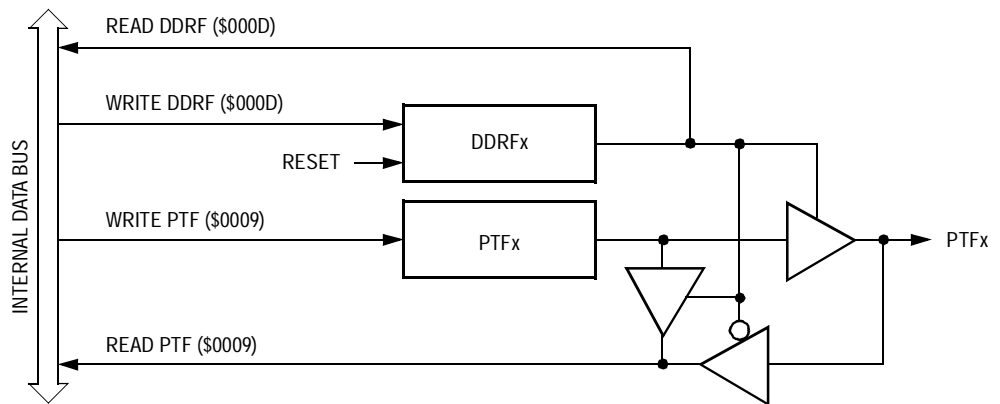 READ DDRF ($000D)
WRITE DDRF ($000D)
DDRFx
RESET
INTERNAL DATA BUS
WRITE PTF ($0009)
PTFx
PTFx
READ PTF ($0009)